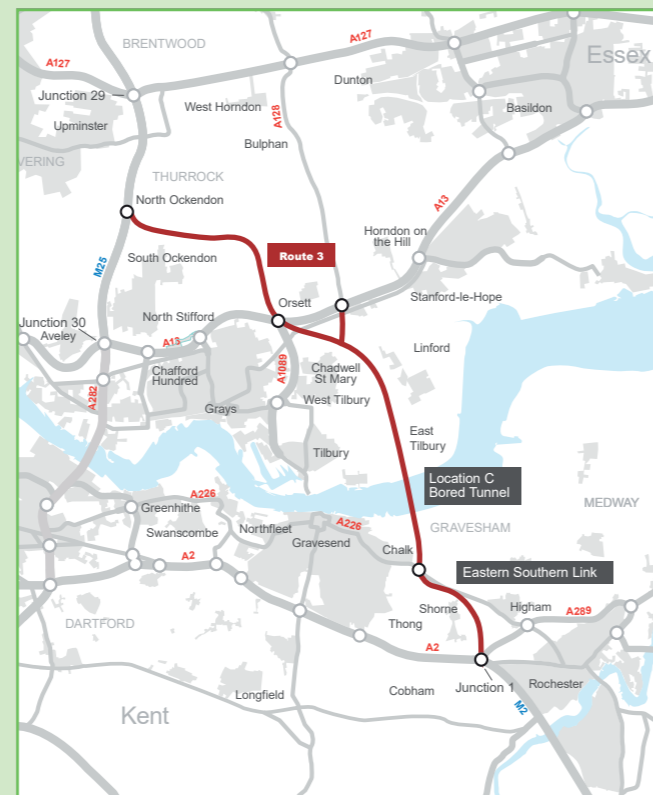 BRENTWOOD
A127
Essex
A127
Dunton
Junction 29
West Horndon
Basildon
A128
Upminster
Bulphan
VERING
THURROCK
North Ockendon
A13
Horndon on
the Hill
Route 3
South Ockendon
M25
Orsett
Stanford-le-Hope
North Stifford
Junction 30
Aveley
A13
Linford
Chadwell
St Mary
A1089
Chafford
Hundred
A282
West Tilbury
Grays
East
Tilbury
Tilbury
Location C
Bored Tunnel
A226
MEDWAY
Greenhithe
Northfleet
A226
GRAVESHAM
Swanscombe
Gravesend
Chalk
A2
Eastern Southern Link
Shorne
Higham
A289
DARTFORD
Thong
A2
Rochester
Junction 1
Cobham
Longfield
M2
Kent